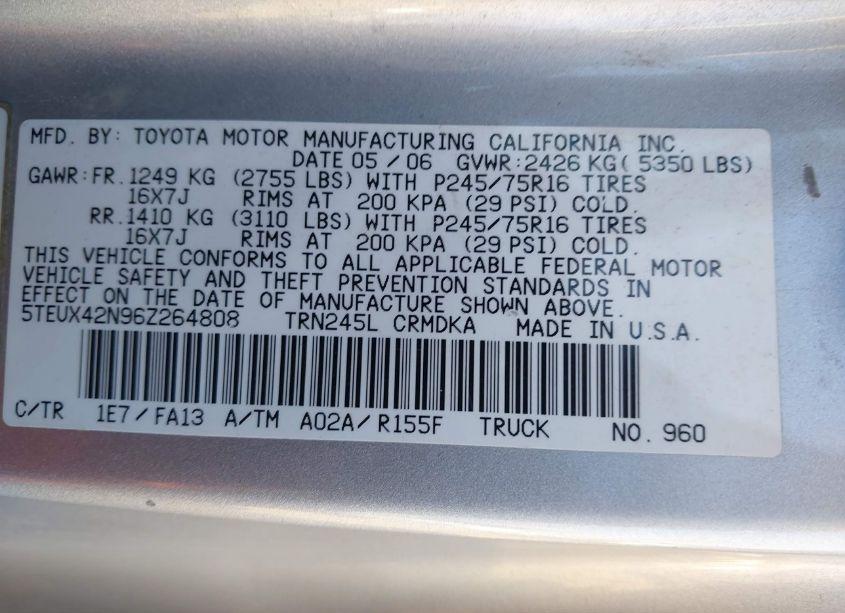 MFD. BY: TOYOTA MOTOR MANUFACTURING CALIFORNIA INC.
DATE 05 / 06 GVWR:2426 KG( 5350 LBS)
GAWR:FR. 1249 KG (2755 LBS) WITH P245/75R16 TIRES
16X7J RIMS AT 200 KPA (29 PSI) COLD.
RR. 1410 KG (3110 LBS) WITH P245/75R16 TIRES
16X7J RIMS AT 200 KPA (29 PSI) COLD.
THIS VEHICLE CONFORMS TO ALL APPLICABLE FEDERAL MOTOR
VEHICLE SAFETY AND THEFT PREVENTION STANDARDS IN
EFFECT ON THE DATE OF MANUFACTURE SHOWN ABOVE.
5TEUX42N96Z264808 TRN245L CRMDKA MADE IN U.S.A.
C/TR 1E7/FA13 A/TM A02A/R155F TRUCK NO. 960